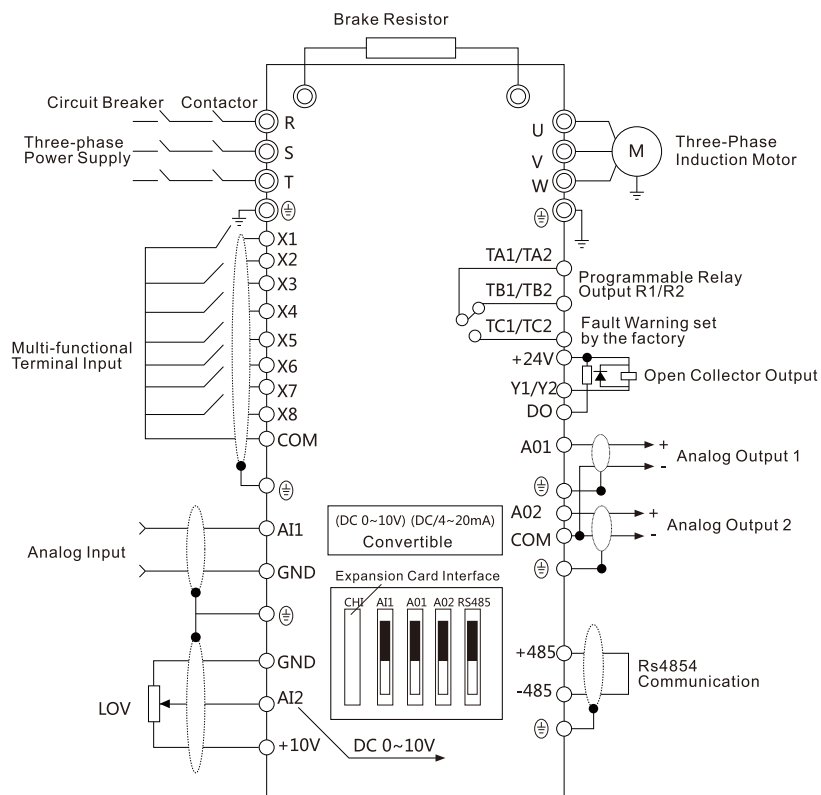 Brake Resistor
Circuit Breaker Contactor
R
Three-phase
Power Supply
S
T
X1
X2
X3
X4
X5
X6
X7
X8
COM
Multi-functional
Terminal Input
AI1
Analog Input
GND
GND
LOV
AI2
+10V
DC 0~10V
(DC 0~10V) (DC/4~20mA)
Convertible
Expansion Card Interface
CHI AI1 A01 A02 RS485
U
V
W
M
Three-Phase
Induction Motor
TA1/TA2
TB1/TB2
TC1/TC2
Programmable Relay
Output R1/R2
Fault Warning set
by the factory
+24V
Y1/Y2
DO
Open Collector Output
A01
+
-
Analog Output 1
A02
COM
+
-
Analog Output 2
+485
-485
Rs4854
Communication